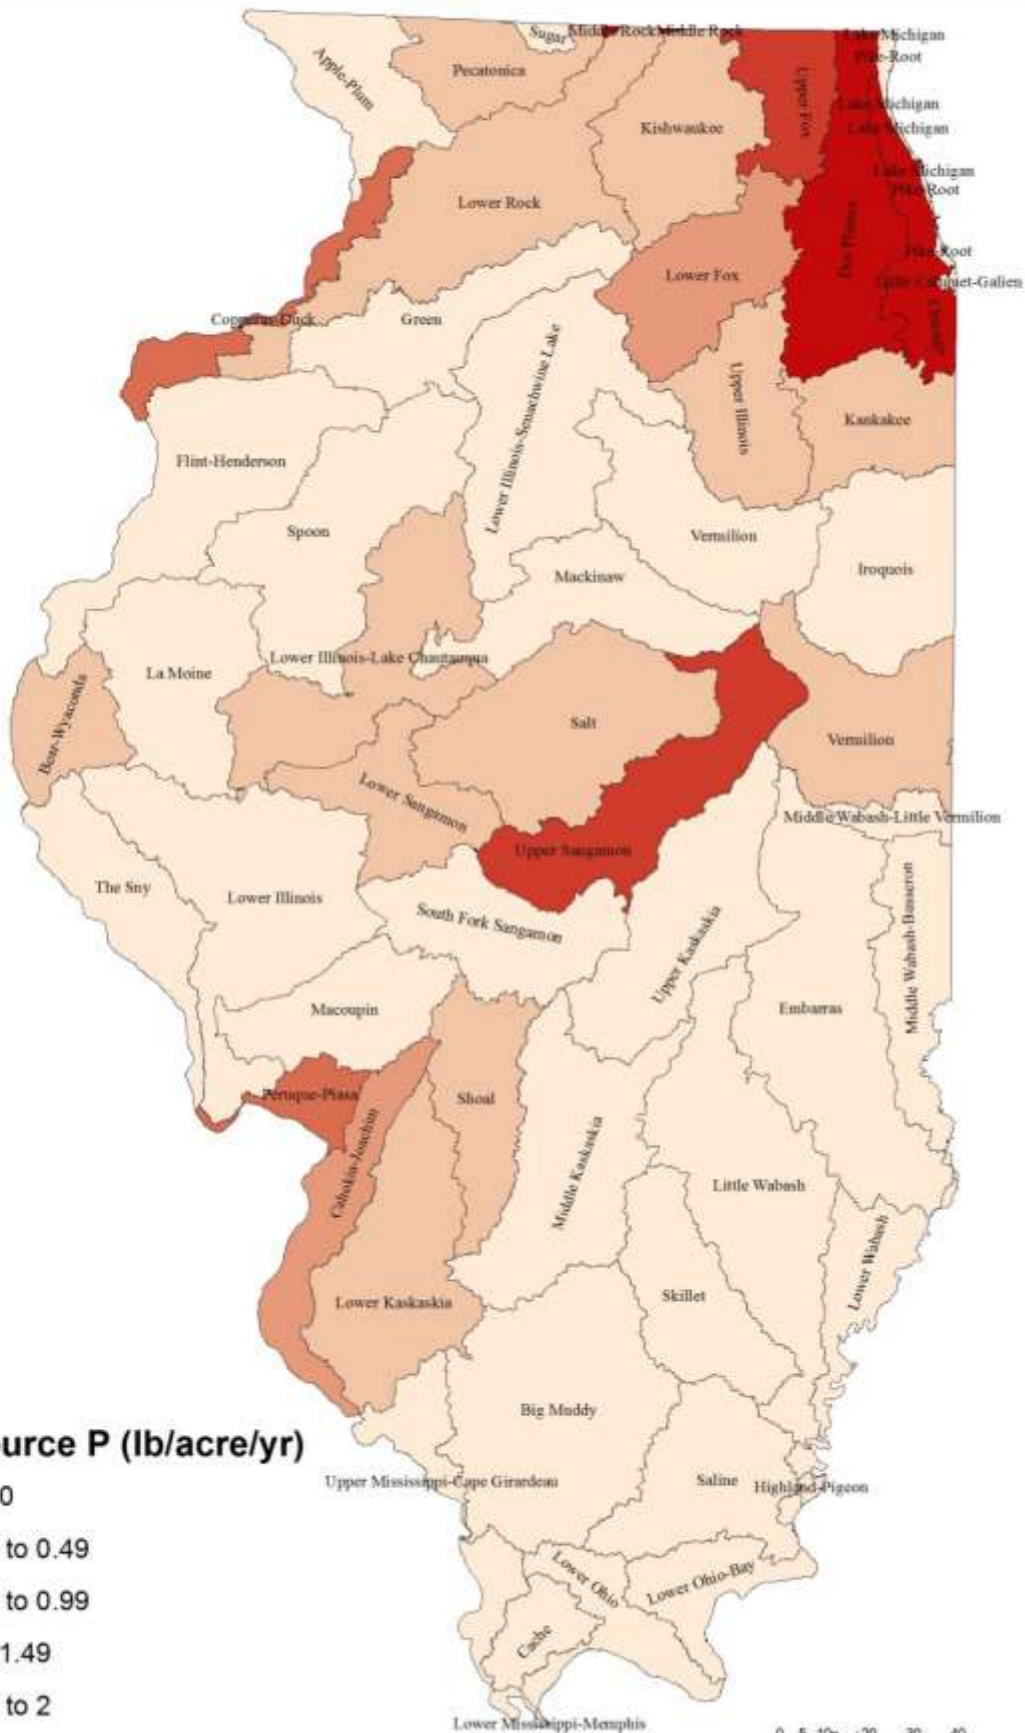 Apple-Plum
Sugar
Middle Rock
Middle Rock
Pecatonica
Kishwaukee
Upper Fox
Lake Michigan
Pike-Root
Lake Michigan
Lake Michigan
Lake Michigan
Pike-Root
Lower Rock
Des Plaines
Pike-Root
Lower Fox
Little Calumet-Galien
Chicago
Copperas-Duck
Green
Lower Illinois-Senachwine Lake
Upper Illinois
Kankakee
Flint-Henderson
Spoon
Vermilion
Mackinaw
Iroquois
La Moine
Lower Illinois-Lake Chautauqua
Bear-Wyaconda
Salt
Vermilion
Lower Sangamon
Middle Wabash-Little Vermilion
Upper Sangamon
The Sny
Lower Illinois
South Fork Sangamon
Upper Kaskaskia
Middle Wabash-Busseron
Macoupin
Embarras
Peruque-Piasa
Shoal
Cahokia-Joachim
Middle Kaskaskia
Little Wabash
Lower Wabash
Lower Kaskaskia
Skillet
Big Muddy
urce P (lb/acre/yr)
Upper Mississippi-Cape Girardeau
Saline
Highland-Pigeon
0
to 0.49
to 0.99
1.49
to 2
Lower Ohio
Lower Ohio-Bay
Cache
Lower Mississippi-Memphis